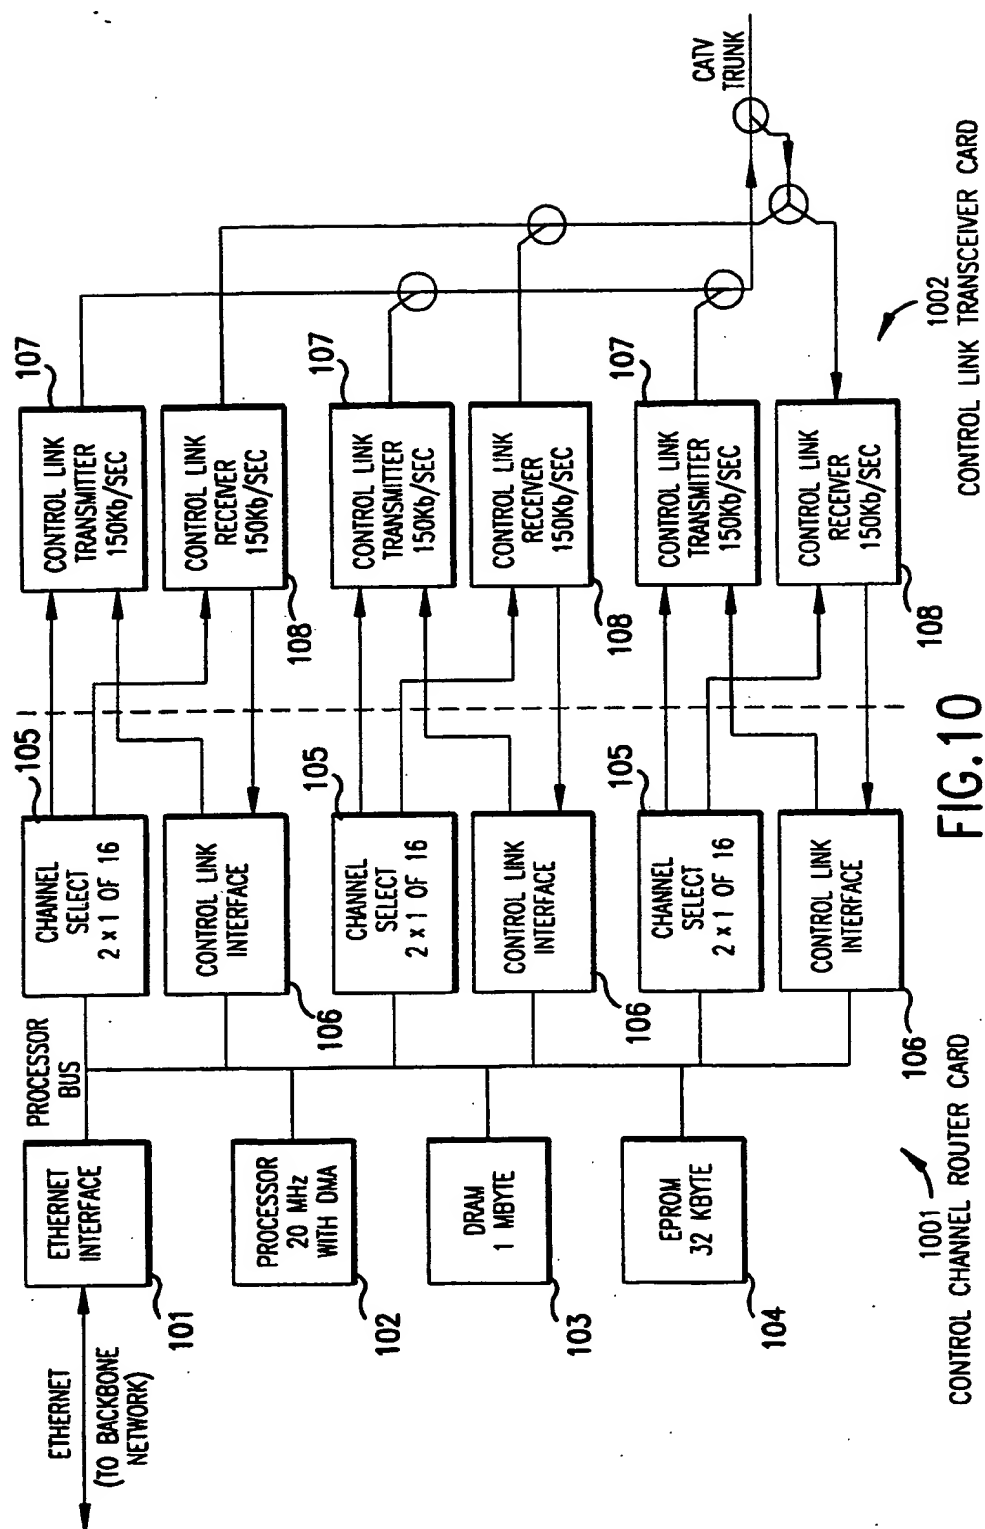 ETHERNET
(TO BACKBONE
NETWORK)
ETHERNET
INTERFACE
101
PROCESSOR
BUS
PROCESSOR
20 MHz
WITH DMA
102
DRAM
1 MBYTE
103
EPROM
32 KBYTE
104
CHANNEL
SELECT
2 x 1 OF 16
105
CONTROL LINK
INTERFACE
106
CHANNEL
SELECT
2 x 1 OF 16
105
CONTROL LINK
INTERFACE
106
CHANNEL
SELECT
2 x 1 OF 16
105
CONTROL LINK
INTERFACE
106
CONTROL LINK
TRANSMITTER
150Kb/SEC
107
CONTROL LINK
RECEIVER
150Kb/SEC
108
CONTROL LINK
TRANSMITTER
150Kb/SEC
107
CONTROL LINK
RECEIVER
150Kb/SEC
108
CONTROL LINK
TRANSMITTER
150Kb/SEC
107
CONTROL LINK
RECEIVER
150Kb/SEC
108
CATV
TRUNK
1001
CONTROL CHANNEL ROUTER CARD
1002
CONTROL LINK TRANSCEIVER CARD
FIG.10